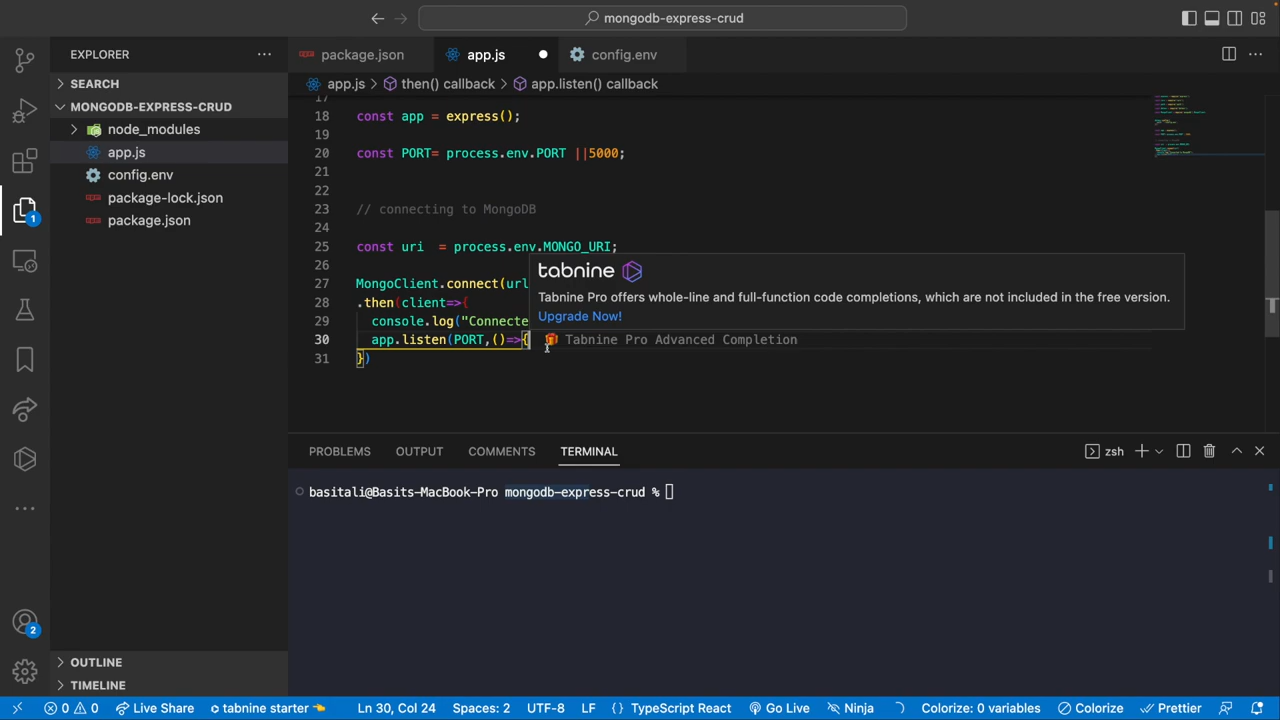 mongodb-express-crud
EXPLORER
package.json
app.js
config.env
SEARCH
app.js > then() callback > app.listen() callback
MONGODB-EXPRESS-CRUD
node_modules
app.js
config.env
package-lock.json
package.json
17
18 const app = express();
19
20 const PORT= process.env.PORT ||5000;
21
22
23 // connecting to MongoDB
24
25 const uri = process.env.MONGO_URI;
26
27 MongoClient.connect(url
28 .then(client=>{
29 console.log("Connecte
30 app.listen(PORT,()=>{ Tabnine Pro Advanced Completion
31 })
tabnine
Tabnine Pro offers whole-line and full-function code completions, which are not included in the free version.
Upgrade Now!
1
PROBLEMS OUTPUT COMMENTS TERMINAL
zsh
basitali@Basits-MacBook-Pro mongodb-express-crud %
2
OUTLINE
TIMELINE
0 0 Live Share tabnine starter Ln 30, Col 24 Spaces: 2 UTF-8 LF {} TypeScript React Go Live Ninja Colorize: 0 variables Colorize Prettier